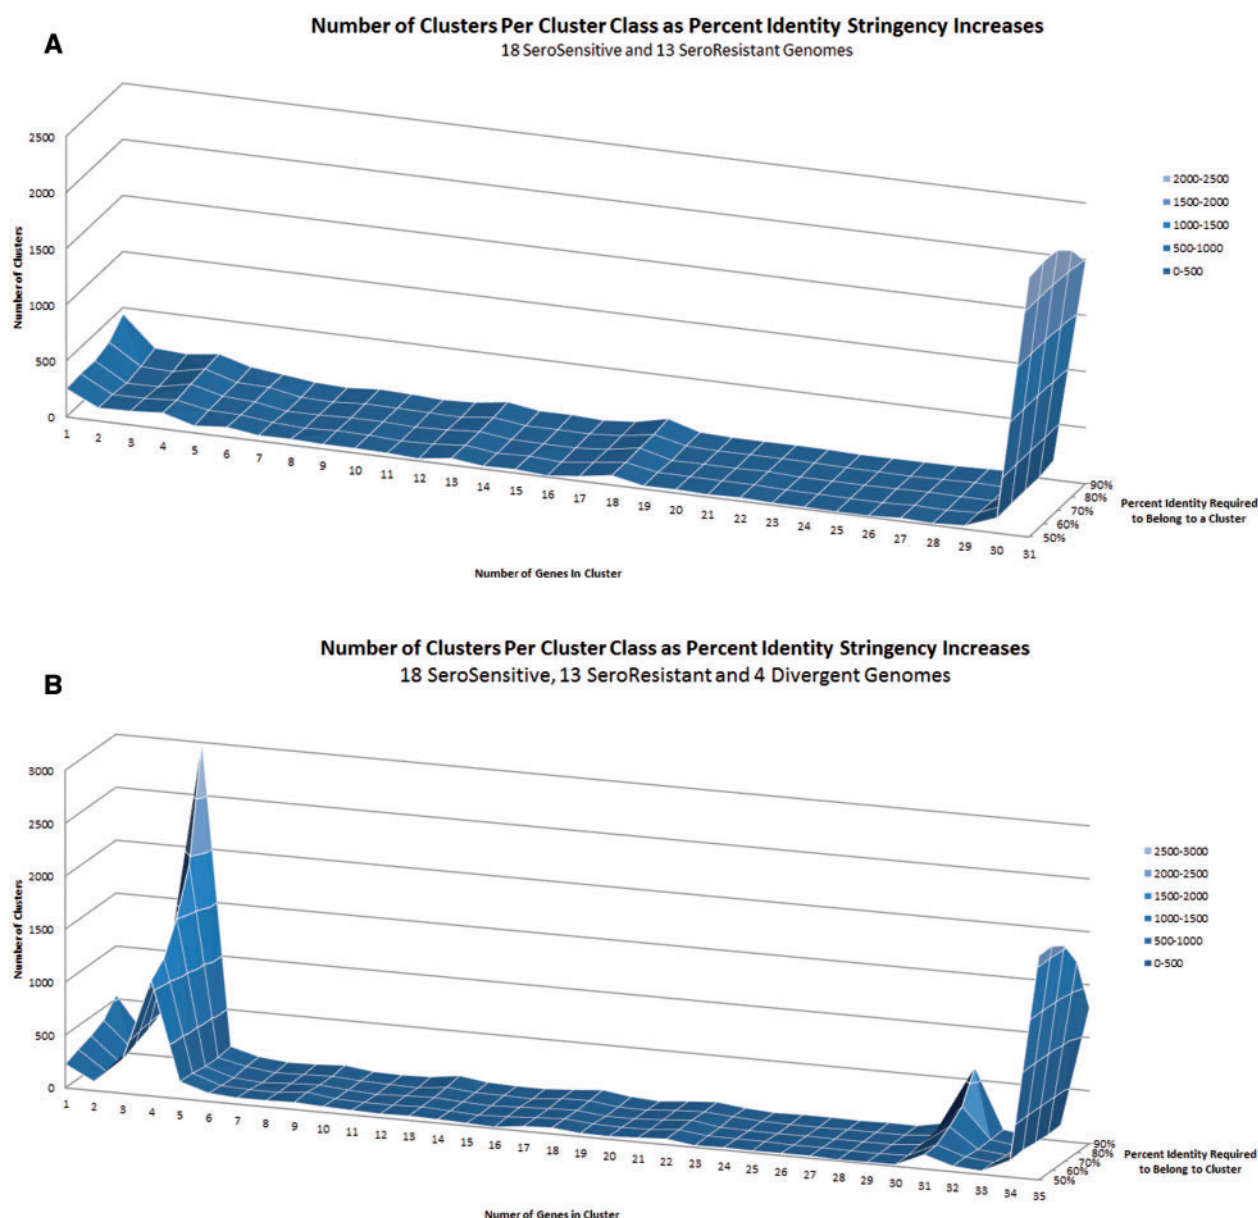 A
Number of Clusters Per Cluster Class as Percent Identity Stringency Increases
18 SeroSensitive and 13 SeroResistant Genomes
2500
2000
1500
1000
500
0
Number of Clusters
1 2 3 4 5 6 7 8 9 10 11 12 13 14 15 16 17 18 19 20 21 22 23 24 25 26 27 28 29 30 31
Number of Genes In Cluster
90%
80%
70%
60%
50%
Percent Identity Required
to Belong to a Cluster
2000-2500
1500-2000
1000-1500
500-1000
0-500
B
Number of Clusters Per Cluster Class as Percent Identity Stringency Increases
18 SeroSensitive, 13 SeroResistant and 4 Divergent Genomes
3000
2500
2000
1500
1000
500
0
Number of Clusters
1 2 3 4 5 6 7 8 9 10 11 12 13 14 15 16 17 18 19 20 21 22 23 24 25 26 27 28 29 30 31 32 33 34 35
Numer of Genes in Cluster
90%
80%
70%
60%
50%
Percent Identity Required
to Belong to Cluster
2500-3000
2000-2500
1500-2000
1000-1500
500-1000
0-500